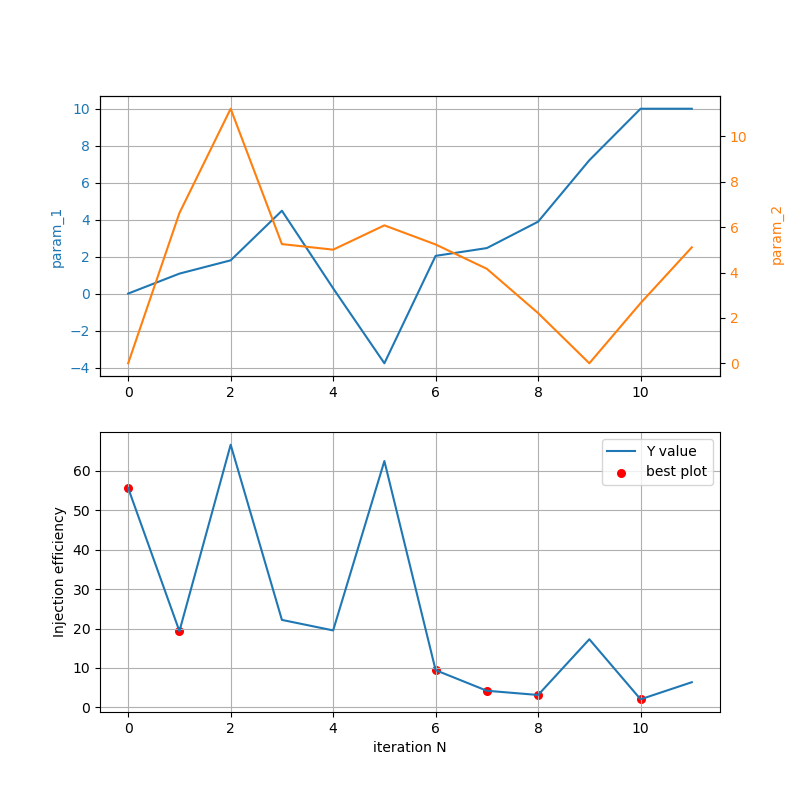 10
8
6
4
2
0
−2
−4
param_1
10
8
6
4
2
0
param_2
0 2 4 6 8 10
60
50
40
30
20
10
0
Injection efficiency
Y value
best plot
0 2 4 6 8 10
iteration N